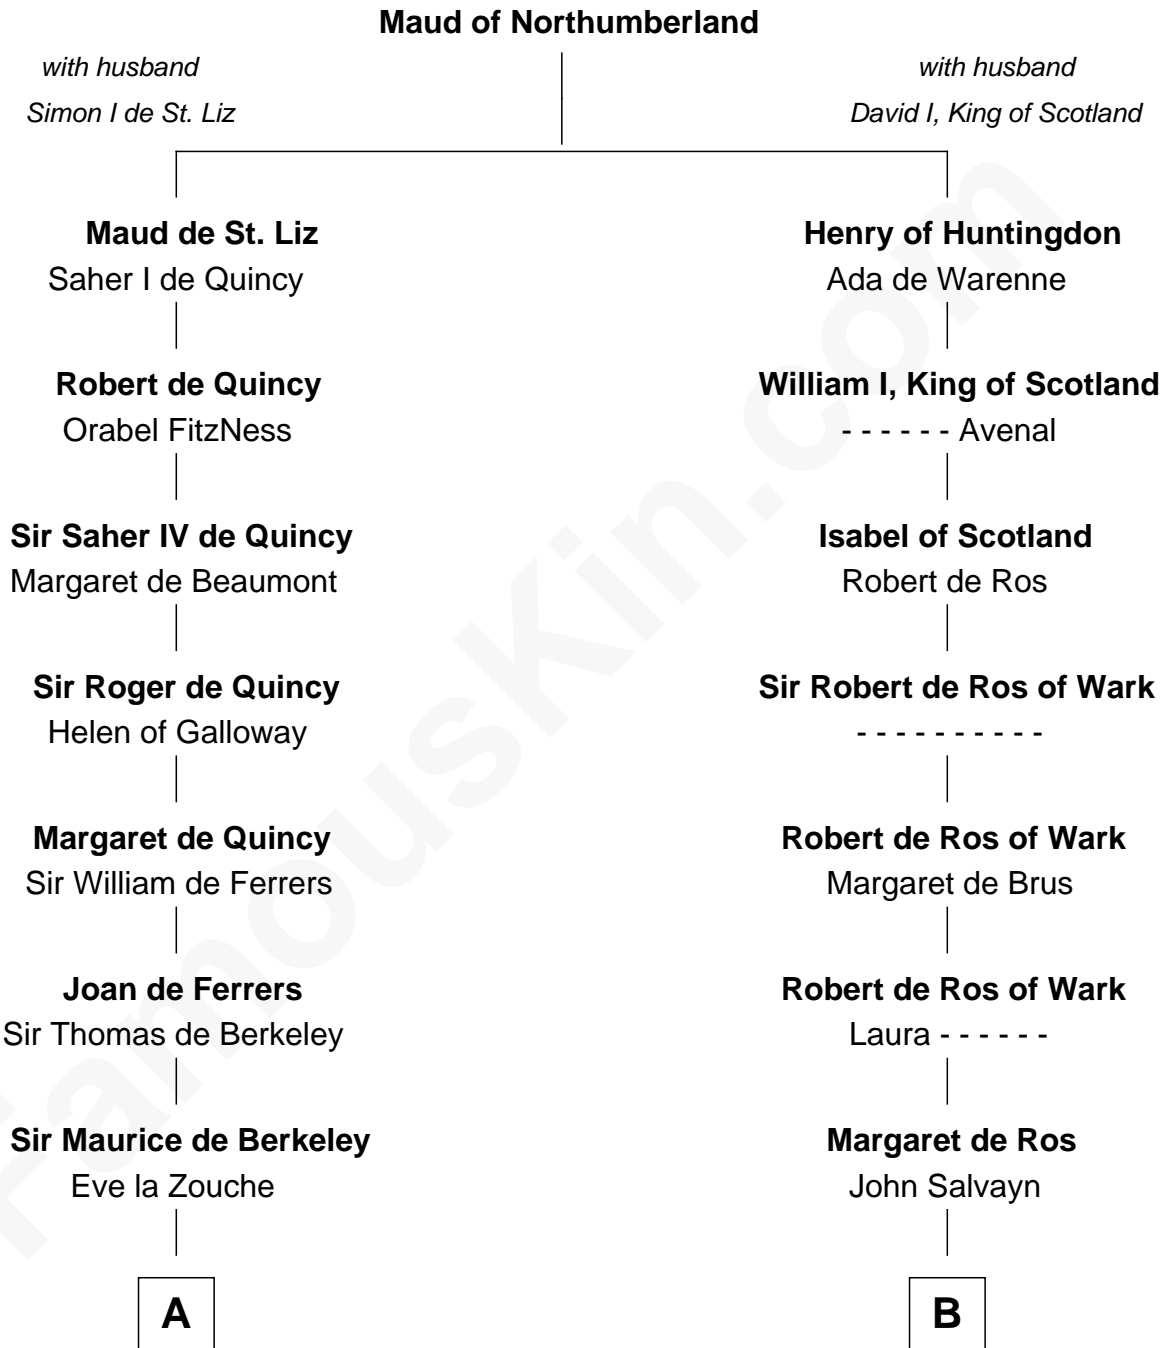 Maud of Northumberland
with husband
Simon I de St. Liz
with husband
David I, King of Scotland
Maud de St. Liz
Saher I de Quincy
Henry of Huntingdon
Ada de Warenne
Robert de Quincy
Orabel FitzNess
William I, King of Scotland
- - - - - - Avenal
Sir Saher IV de Quincy
Margaret de Beaumont
Isabel of Scotland
Robert de Ros
Sir Roger de Quincy
Helen of Galloway
Sir Robert de Ros of Wark
- - - - - - - - - -
Margaret de Quincy
Sir William de Ferrers
Robert de Ros of Wark
Margaret de Brus
Joan de Ferrers
Sir Thomas de Berkeley
Robert de Ros of Wark
Laura - - - - - -
Sir Maurice de Berkeley
Eve la Zouche
Margaret de Ros
John Salvayn
A
B
FamousKin.com